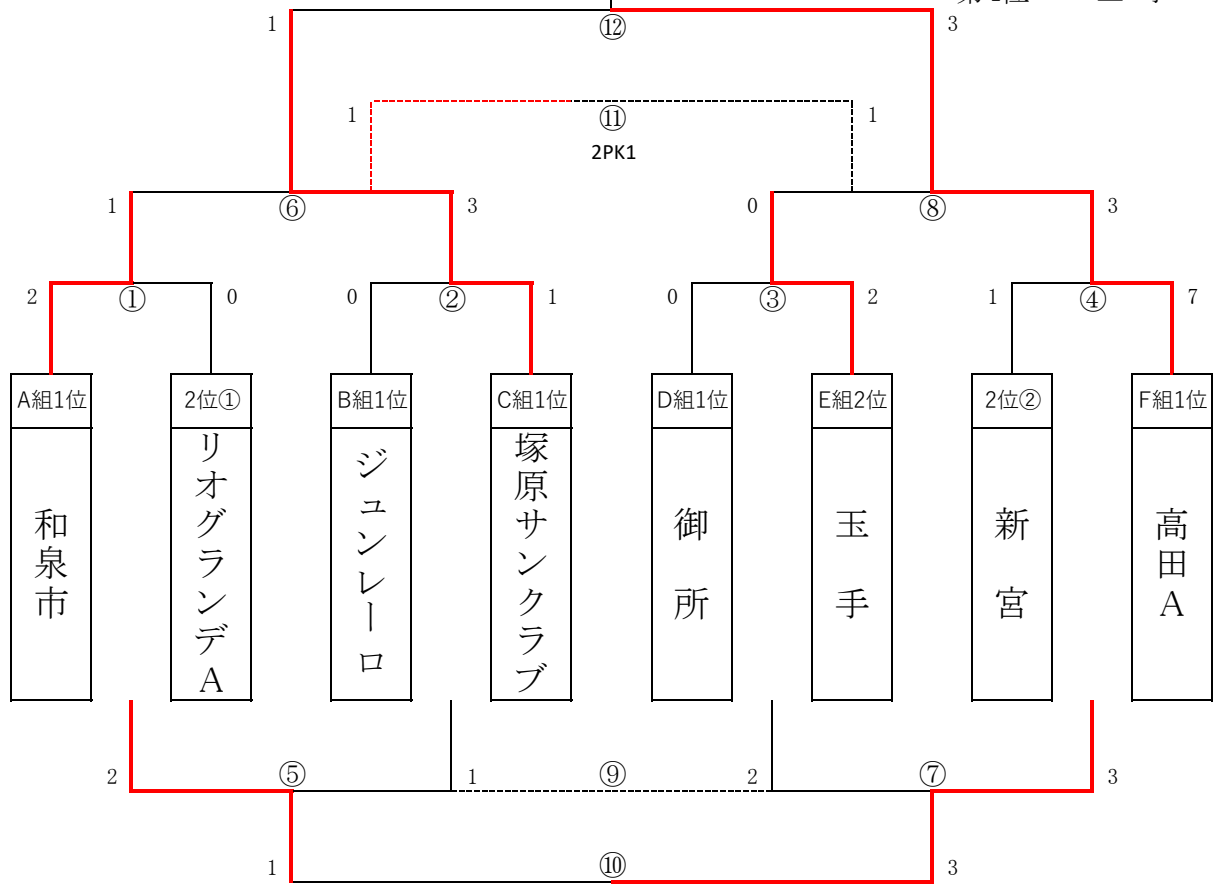 1 ⑫ 3
1 ⑪ 1
2PK1
1 ⑥ 3 0 ⑧ 3
2 ① 0 0 ② 1 0 ③ 2 1 ④ 7
A組1位 2位① B組1位 C組1位 D組1位 E組2位 2位② F組1位
和泉市
リオグランデA
ジュンレーロ
塚原サンクラブ
御所
玉手
新宮
高田A
2 ⑤ 1 ⑨ 2 ⑦ 3
1 ⑩ 3